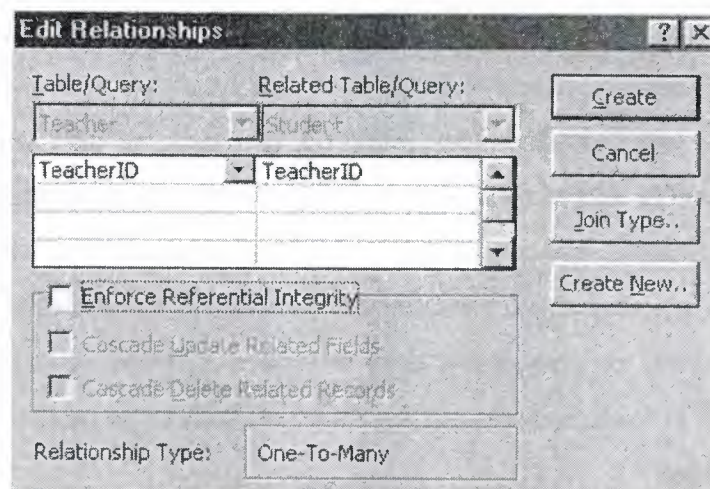 Edit Relationships
Table/Query: Related Table/Query:
Teacher Student
TeacherID TeacherID
Enforce Referential Integrity
Cascade Update Related Fields
Cascade Delete Related Records
Relationship Type: One-To-Many
Create
Cancel
Join Type..
Create New..